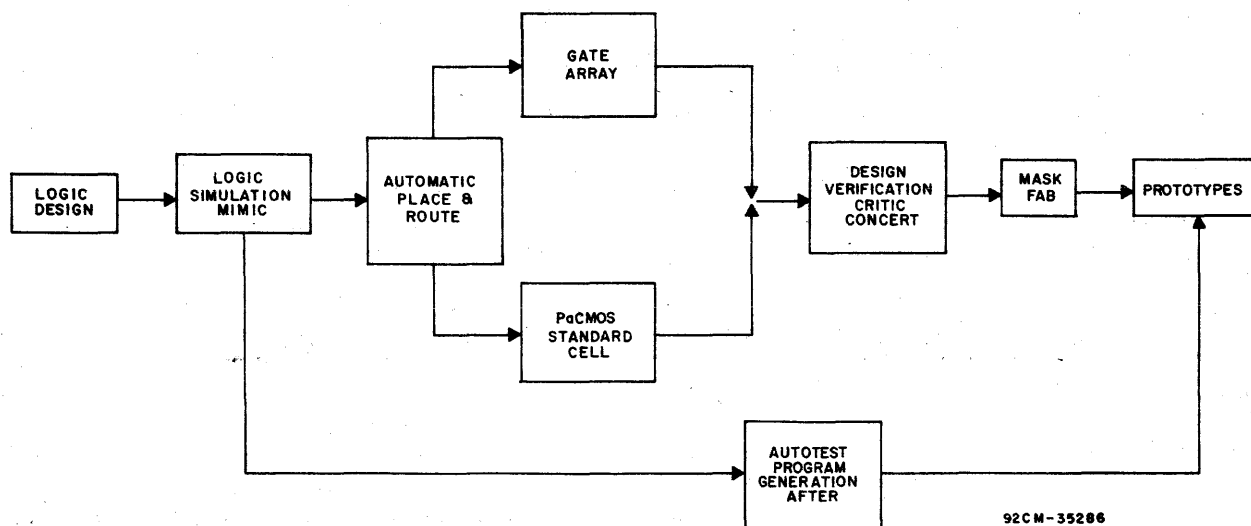 LOGIC
DESIGN
LOGIC
SIMULATION
MIMIC
AUTOMATIC
PLACE &
ROUTE
GATE
ARRAY
PaCMOS
STANDARD
CELL
DESIGN
VERIFICATION
CRITIC
CONCERT
MASK
FAB
PROTOTYPES
AUTOTEST
PROGRAM
GENERATION
AFTER
92CM-35286